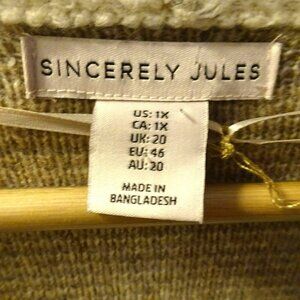 SINCERELY JULES
US: 1X
CA: 1X
UK: 20
EU: 46
AU: 20
MADE IN
BANGLADESH